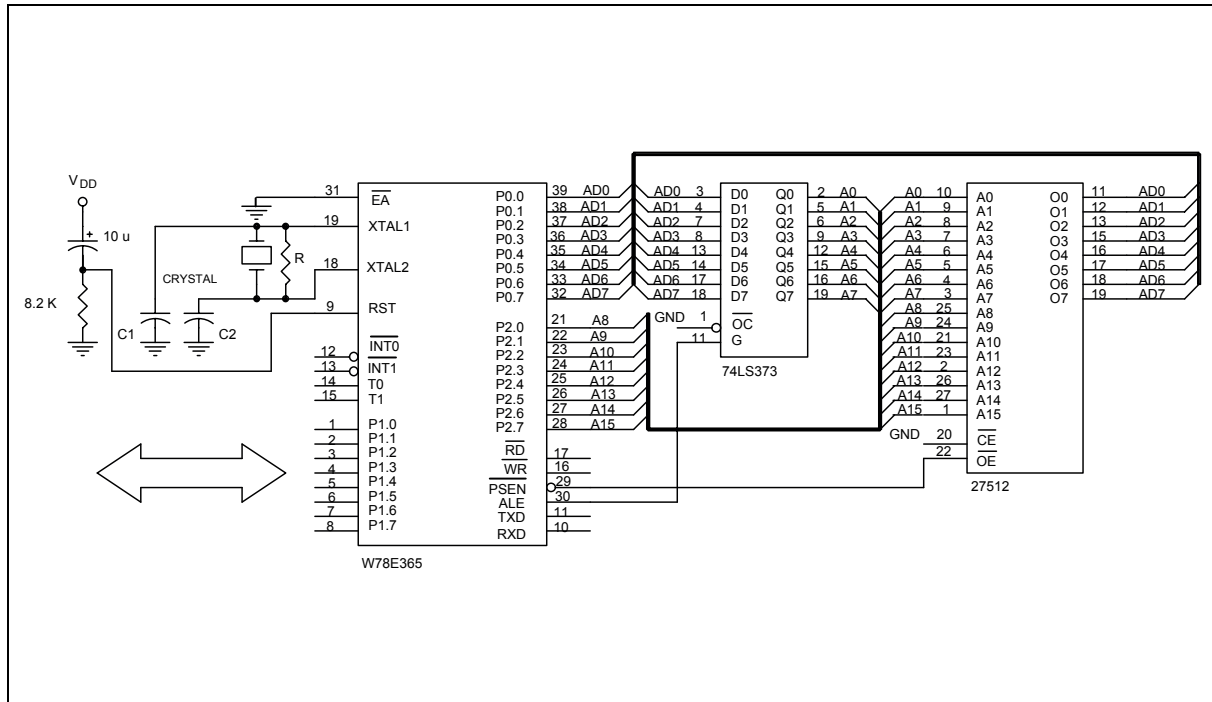 V DD
10 u
8.2 K
C1
C2
CRYSTAL
R
31 EA
19 XTAL1
18 XTAL2
9 RST
12 INT0
13 INT1
14 T0
15 T1
1 P1.0
2 P1.1
3 P1.2
4 P1.3
5 P1.4
6 P1.5
7 P1.6
8 P1.7
P0.0 39 AD0
P0.1 38 AD1
P0.2 37 AD2
P0.3 36 AD3
P0.4 35 AD4
P0.5 34 AD5
P0.6 33 AD6
P0.7 32 AD7
P2.0 21 A8
P2.1 22 A9
P2.2 23 A10
P2.3 24 A11
P2.4 25 A12
P2.5 26 A13
P2.6 27 A14
P2.7 28 A15
RD 17
WR 16
PSEN 29
ALE 30
TXD 11
RXD 10
W78E365
AD0 3 D0 Q0 2 A0
AD1 4 D1 Q1 5 A1
AD2 7 D2 Q2 6 A2
AD3 8 D3 Q3 9 A3
AD4 13 D4 Q4 12 A4
AD5 14 D5 Q5 15 A5
AD6 17 D6 Q6 16 A6
AD7 18 D7 Q7 19 A7
GND 1 OC
11 G
74LS373
A0 10 A0 O0 11 AD0
A1 9 A1 O1 12 AD1
A2 8 A2 O2 13 AD2
A3 7 A3 O3 15 AD3
A4 6 A4 O4 16 AD4
A5 5 A5 O5 17 AD5
A6 4 A6 O6 18 AD6
A7 3 A7 O7 19 AD7
A8 25 A8
A9 24 A9
A10 21 A10
A11 23 A11
A12 2 A12
A13 26 A13
A14 27 A14
A15 1 A15
GND 20 CE
22 OE
27512